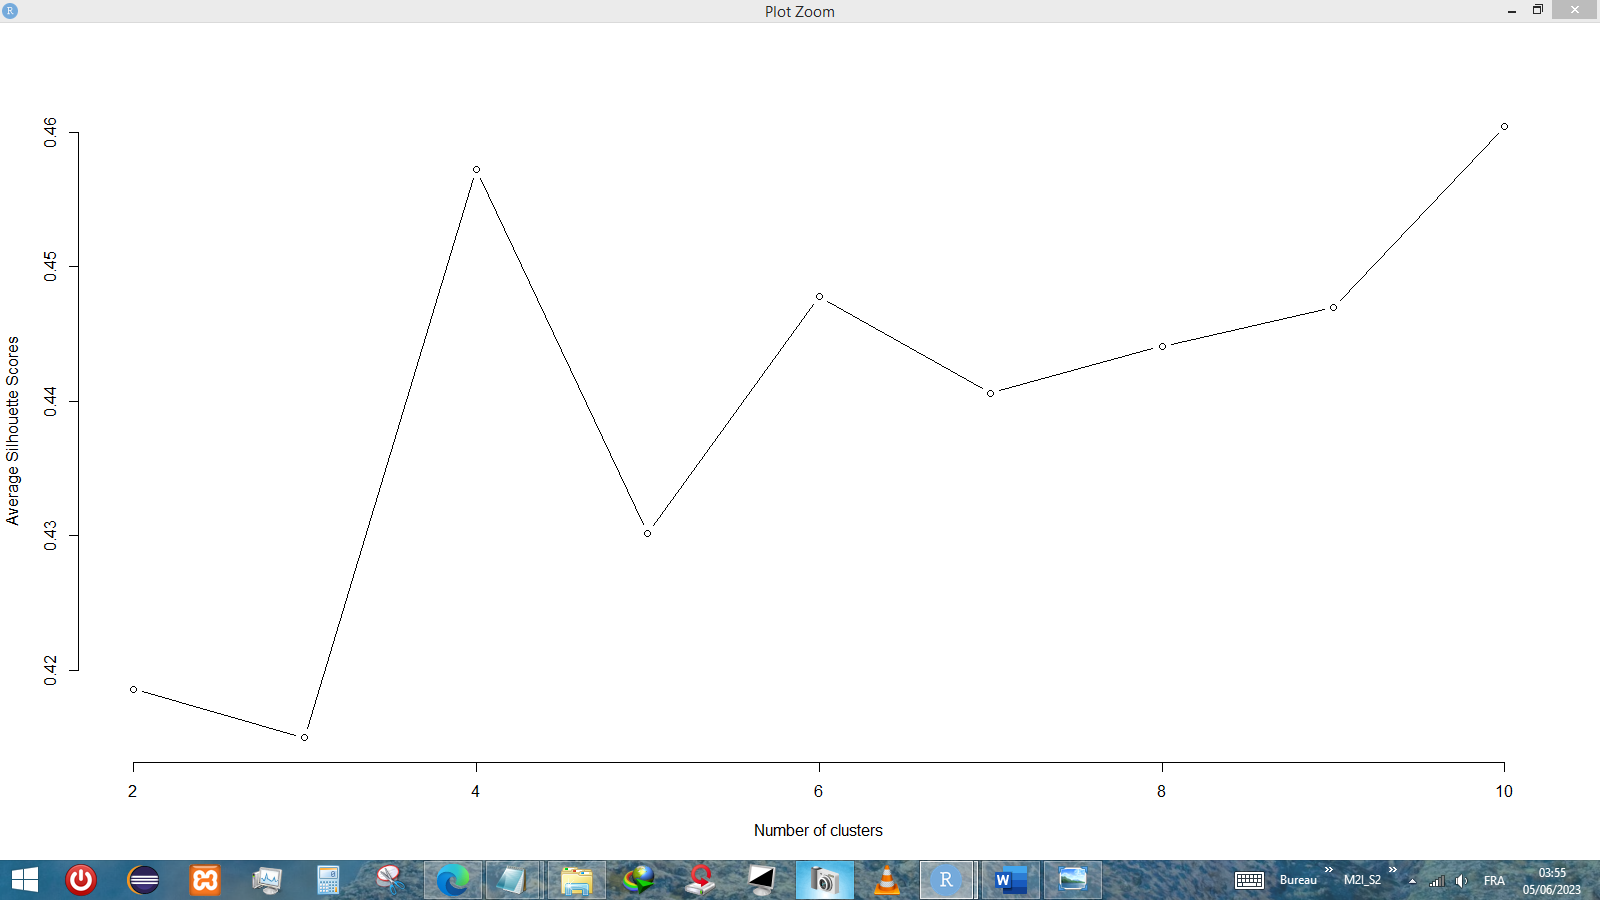 R
Plot Zoom
0.46
0.45
0.44
0.43
0.42
Average Silhouette Scores
2
4
6
8
10
Number of clusters
R
W
Bureau
»
M2I_S2
»
FRA
03:55
05/06/2023